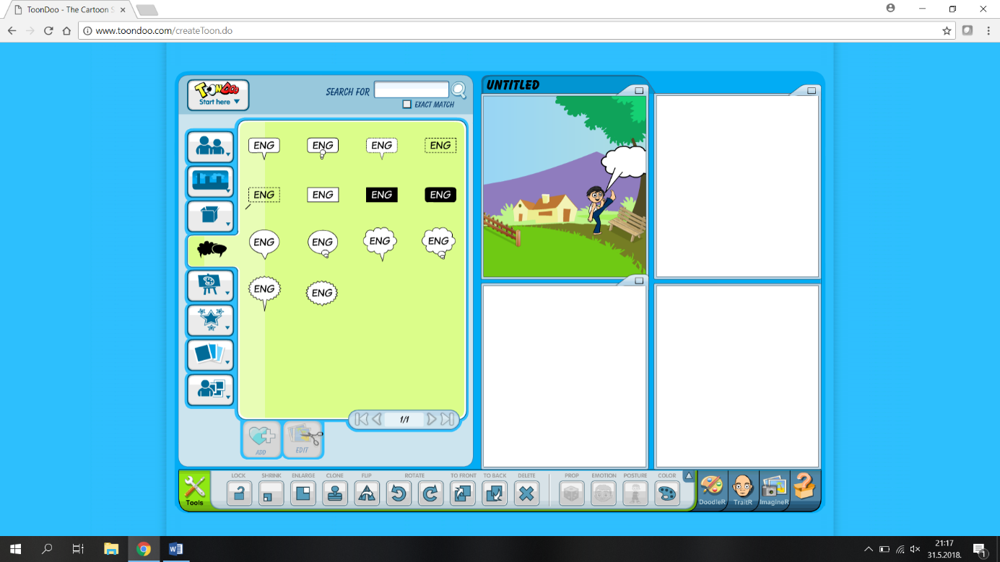 ToonDoo - The Cartoon S
www.toondoo.com/createToon.do
TOONDOO
Start here
SEARCH FOR
EXACT MATCH
UNTITLED
ENG ENG ENG ENG
ENG ENG ENG ENG
ENG ENG ENG ENG
ENG ENG
1/1
ADD EDIT
LOCK SHRINK ENLARGE CLONE FLIP ROTATE TO FRONT TO BACK DELETE PROP EMOTION POSTURE COLOR
Tools DoodleR TraitR ImagineR
21:17
31.5.2018.
1